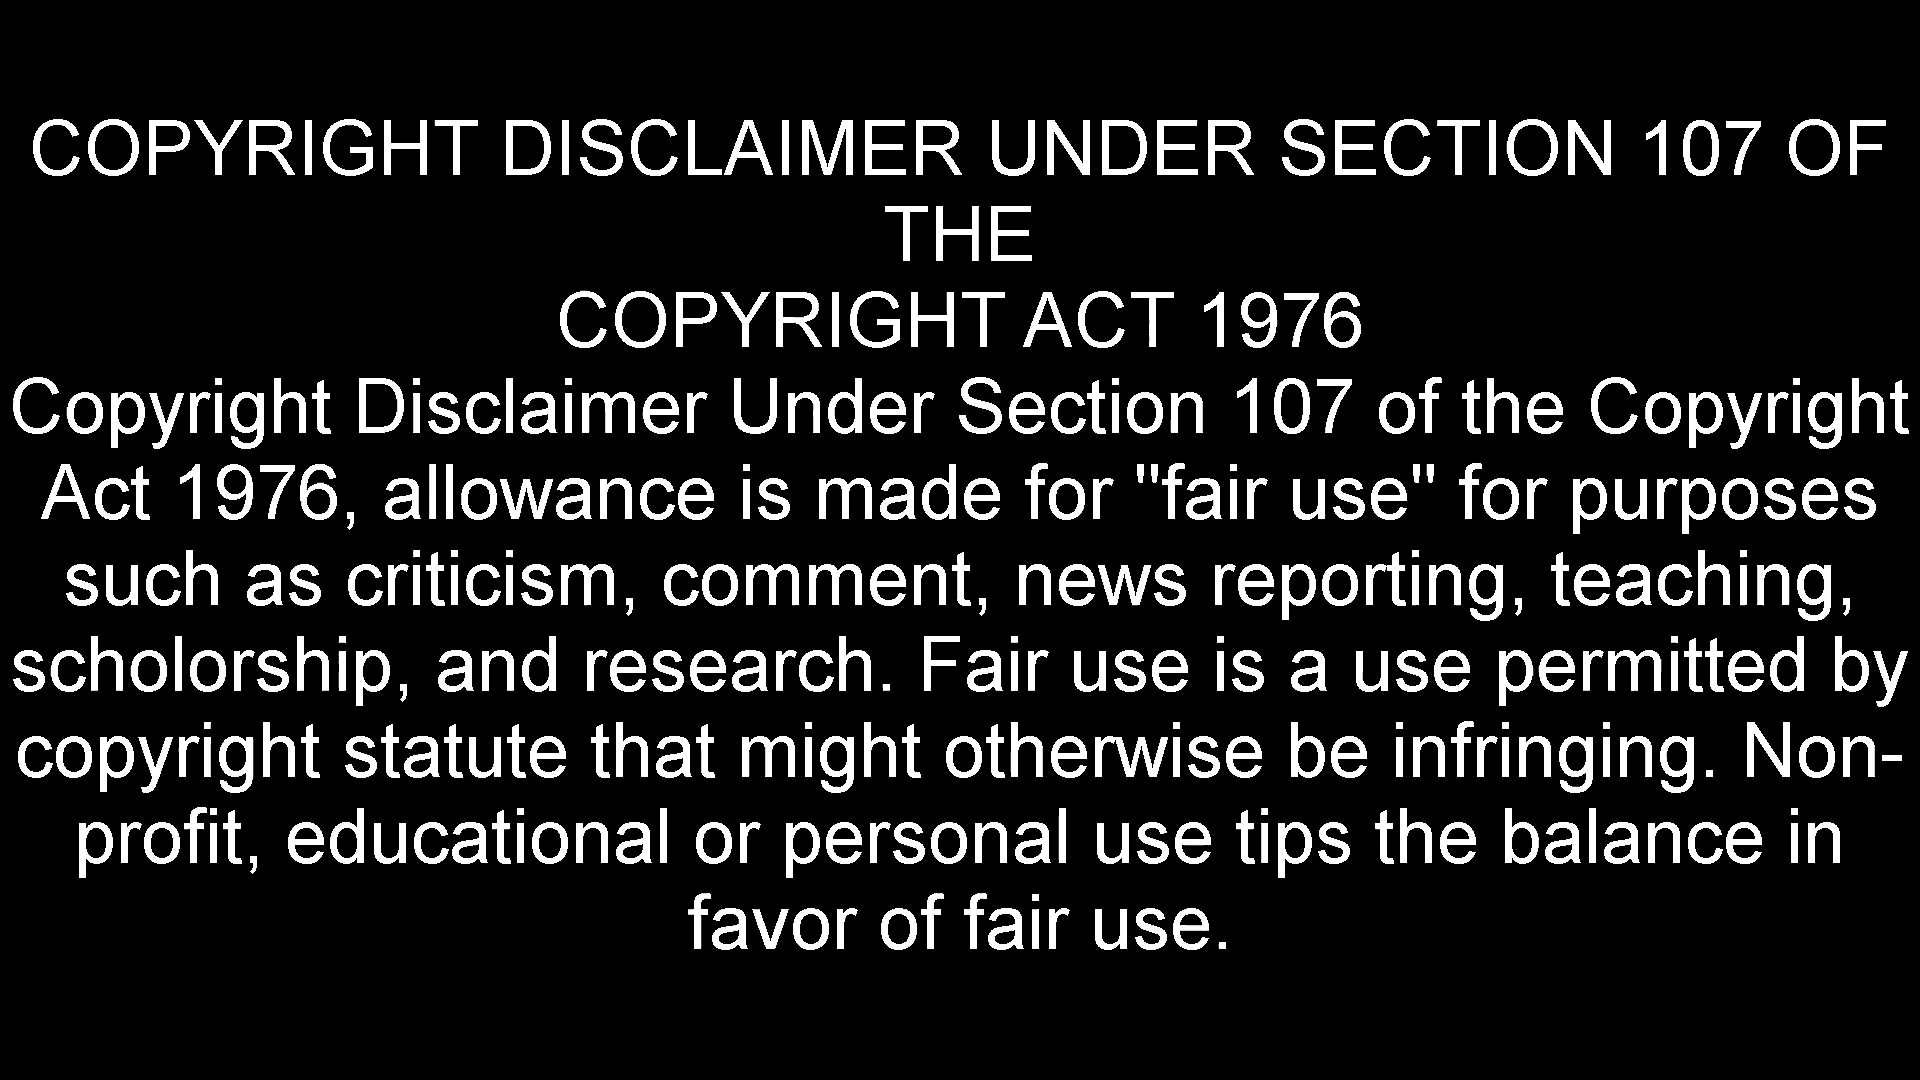 COPYRIGHT DISCLAIMER UNDER SECTION 107 OF
THE
COPYRIGHT ACT 1976
Copyright Disclaimer Under Section 107 of the Copyright
Act 1976, allowance is made for "fair use" for purposes
such as criticism, comment, news reporting, teaching,
scholorship, and research. Fair use is a use permitted by
copyright statute that might otherwise be infringing. Non-
profit, educational or personal use tips the balance in
favor of fair use.